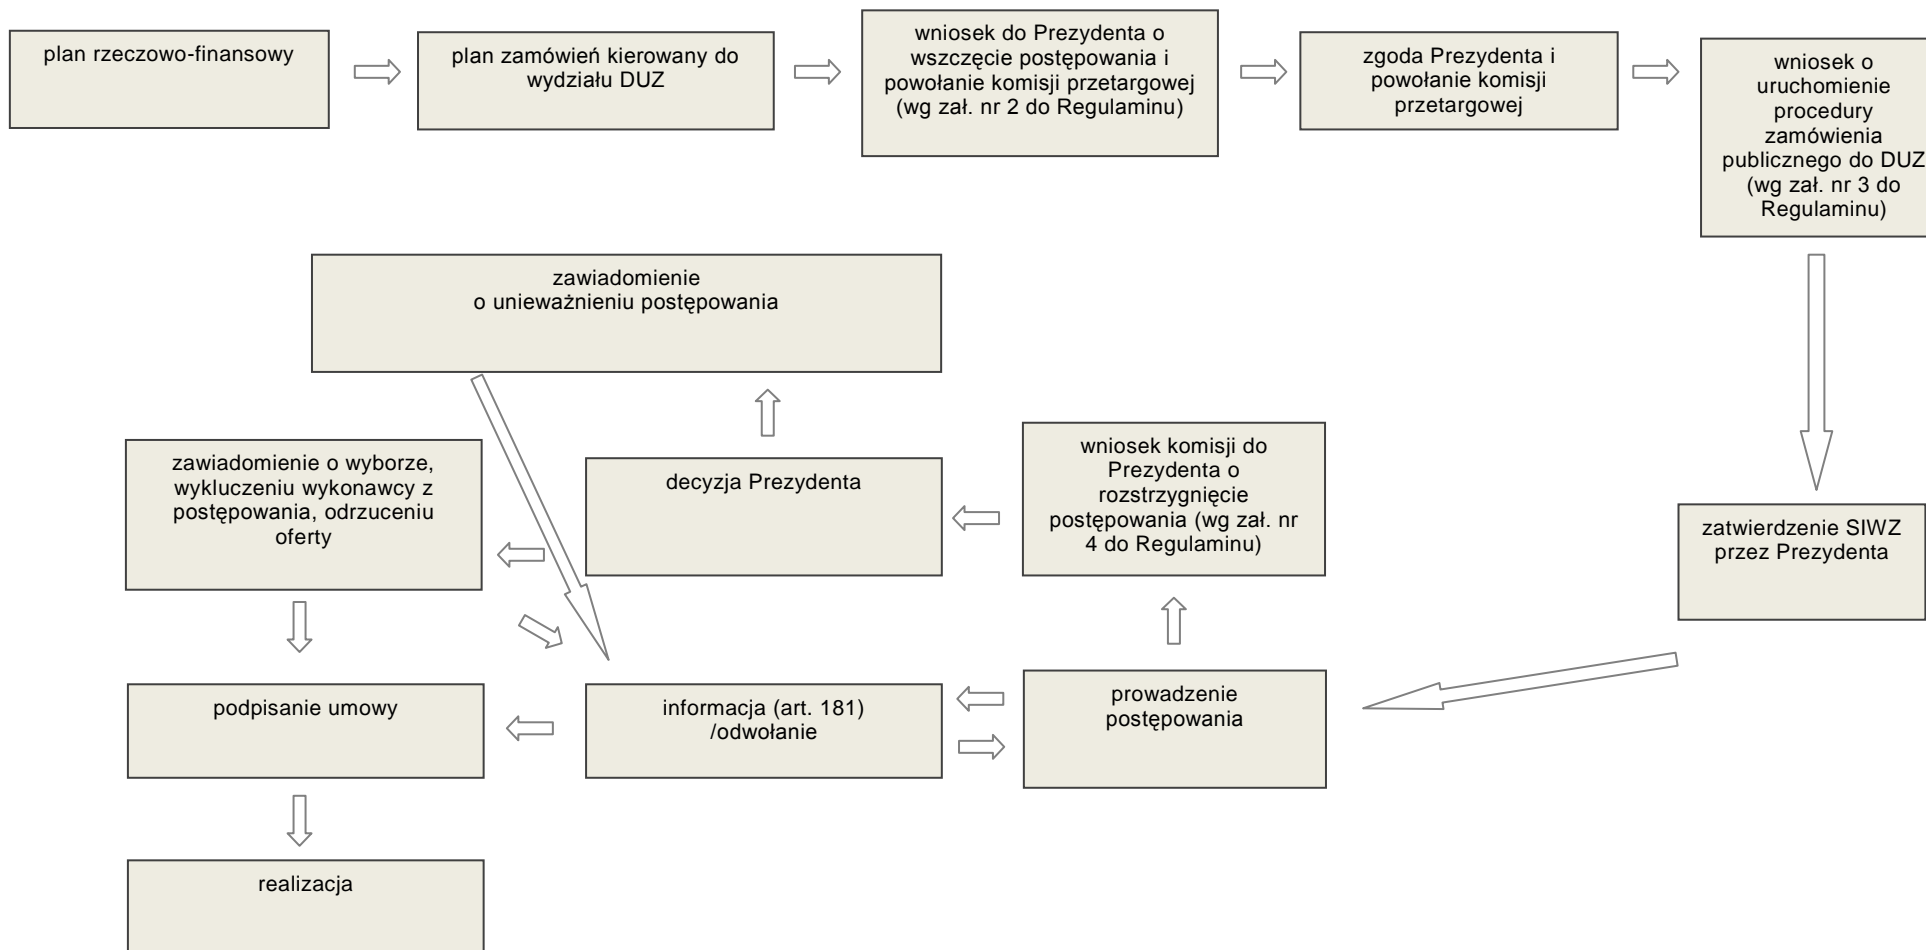 plan rzeczowo-finansowy
plan zamówień kierowany do
wydziału DUZ
wniosek do Prezydenta o
wszczęcie postępowania i
powołanie komisji przetargowej
(wg zał. nr 2 do Regulaminu)
zgoda Prezydenta i
powołanie komisji
przetargowej
wniosek o
uruchomienie
procedury
zamówienia
publicznego do DUZ
(wg zał. nr 3 do
Regulaminu)
zawiadomienie
o unieważnieniu postępowania
zawiadomienie o wyborze,
wykluczeniu wykonawcy z
postępowania, odrzuceniu
oferty
decyzja Prezydenta
wniosek komisji do
Prezydenta o
rozstrzygnięcie
postępowania (wg zał. nr
4 do Regulaminu)
zatwierdzenie SIWZ
przez Prezydenta
podpisanie umowy
informacja (art. 181)
/odwołanie
prowadzenie
postępowania
realizacja